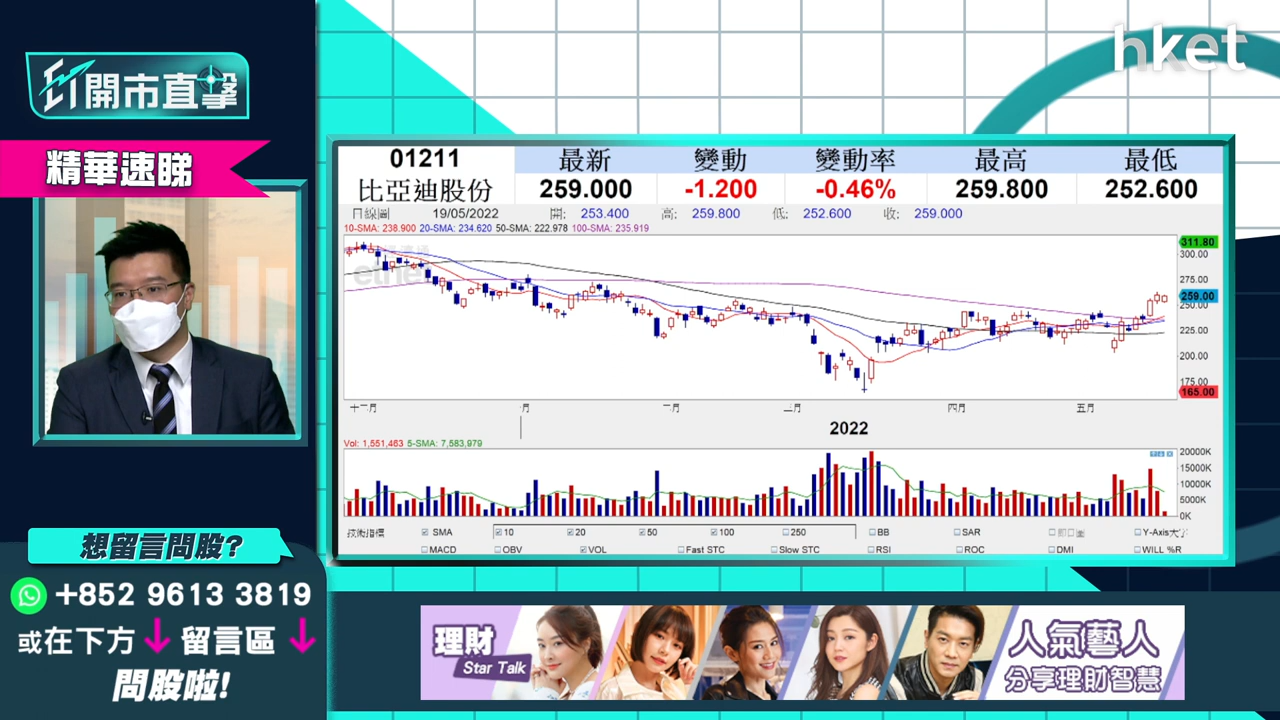 hket
ET開市直擊
精華速睇
01211
比亞迪股份
最新
變動
變動率
最高
最低
259.000
-1.200
-0.46%
259.800
252.600
日線圖
19/05/2022
開: 253.400
高: 259.800
低: 252.600
收: 259.000
10-SMA: 238.900 20-SMA: 234.620 50-SMA: 222.978 100-SMA: 235.919
311.80
300.00
275.00
259.00
250.00
225.00
200.00
175.00
165.00
十二月
一月
二月
三月
四月
五月
2022
Vol: 1,551,463 5-SMA: 7,583,979
20000K
15000K
10000K
5000K
0K
技術指標
SMA
10
20
50
100
250
BB
SAR
Y-Axis大
MACD
OBV
VOL
Fast STC
Slow STC
RSI
ROC
DMI
WILL %R
想留言問股?
+852 9613 3819
或在下方
留言區
問股啦!
理財
Star Talk
人氣藝人
分享理財智慧